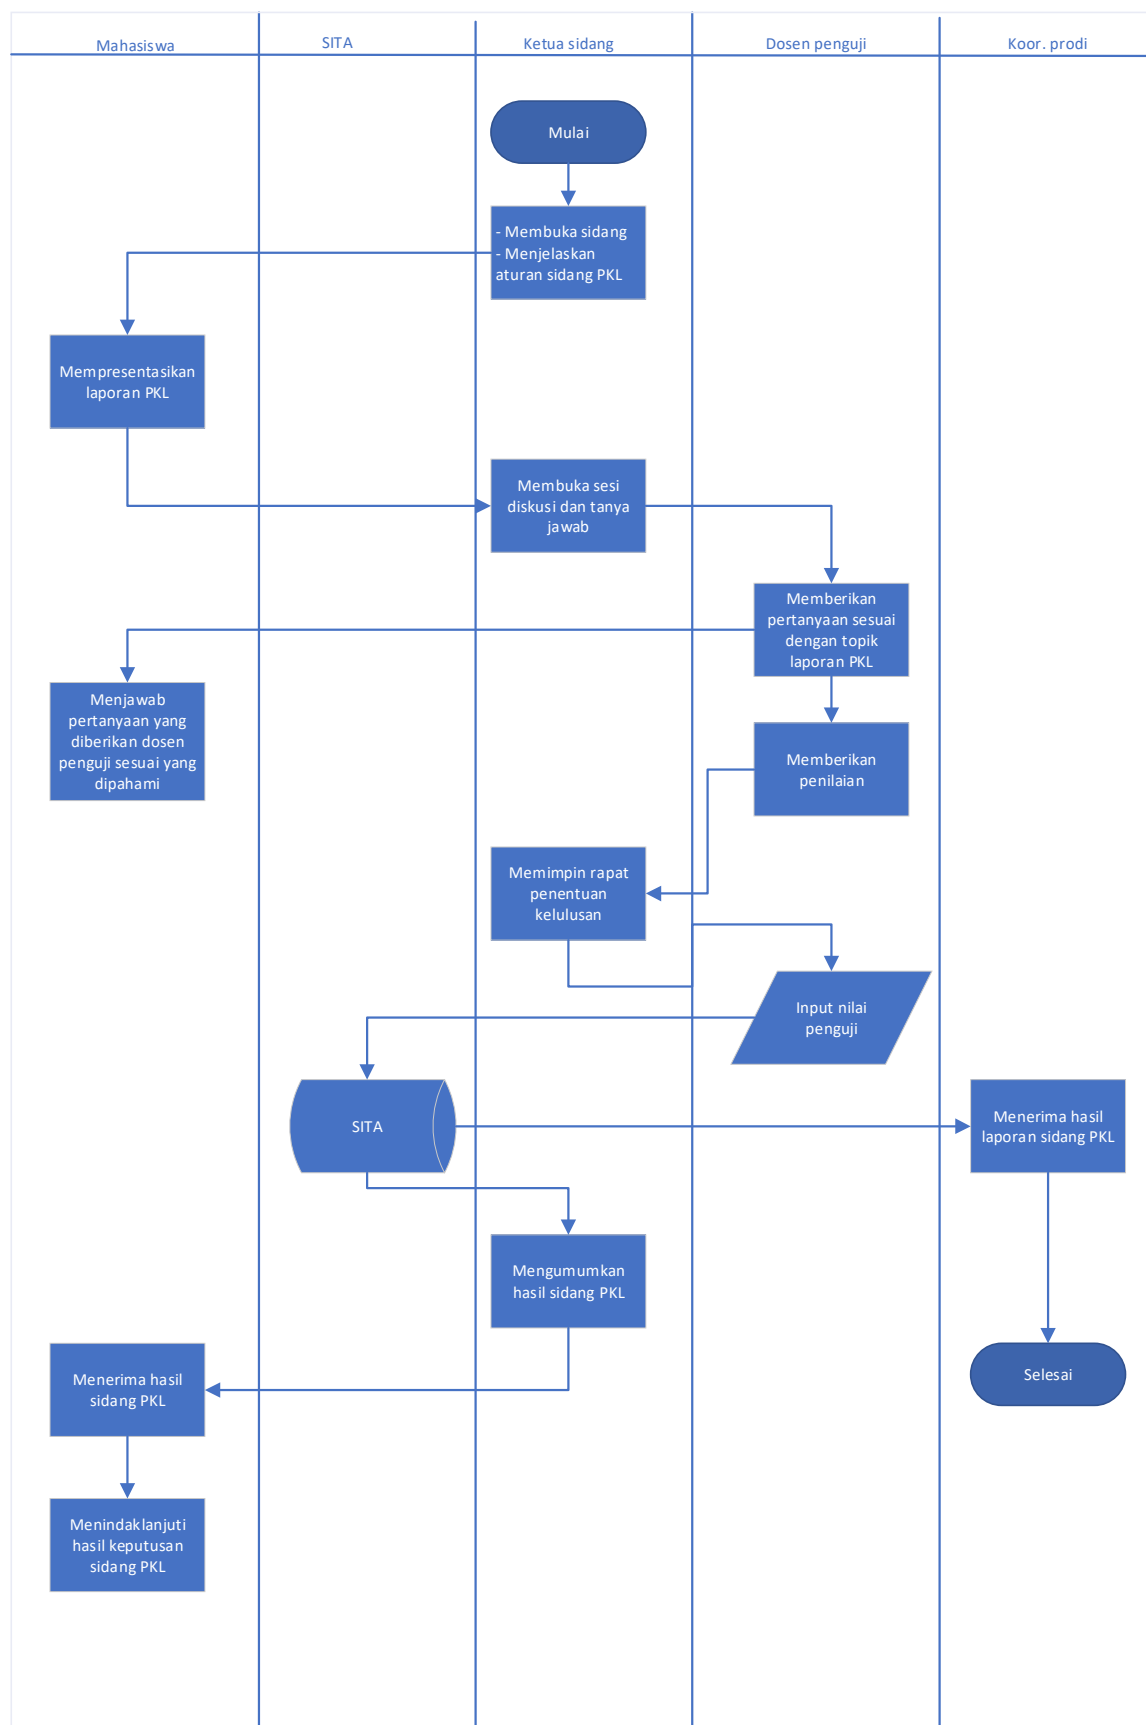 Mahasiswa
SITA
Ketua sidang
Dosen penguji
Koor. prodi
Mulai
- Membuka sidang
- Menjelaskan
aturan sidang PKL
Mempresentasikan
laporan PKL
Membuka sesi
diskusi dan tanya
jawab
Memberikan
pertanyaan sesuai
dengan topik
laporan PKL
Menjawab
pertanyaan yang
diberikan dosen
penguji sesuai yang
dipahami
Memberikan
penilaian
Memimpin rapat
penentuan
kelulusan
Input nilai
penguji
SITA
Menerima hasil
laporan sidang PKL
Mengumumkan
hasil sidang PKL
Menerima hasil
sidang PKL
Selesai
Menindaklanjuti
hasil keputusan
sidang PKL